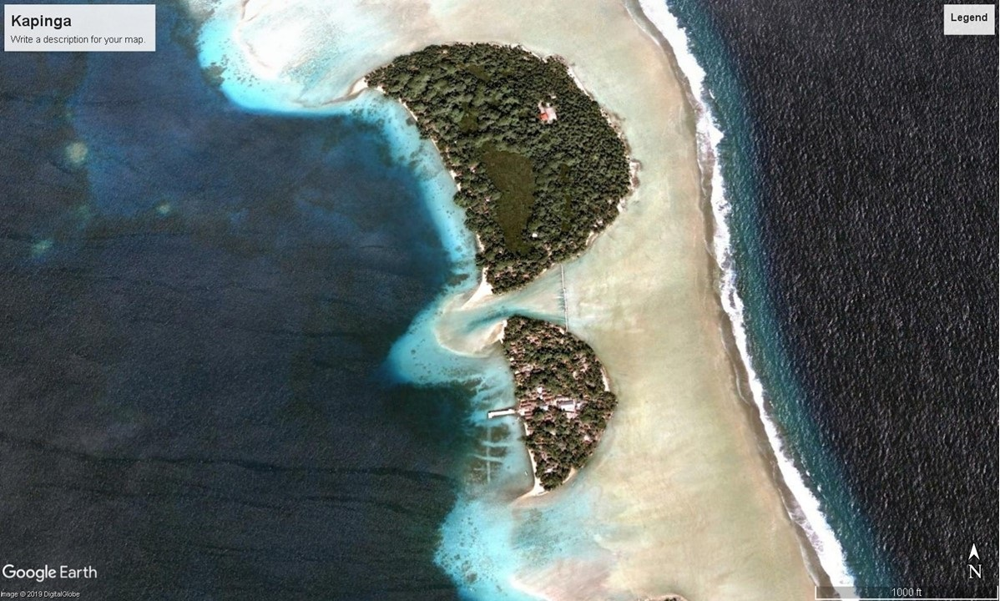 Kapinga
Write a description for your map.
Legend
Google Earth
Image © 2019 DigitalGlobe
N
1000 ft